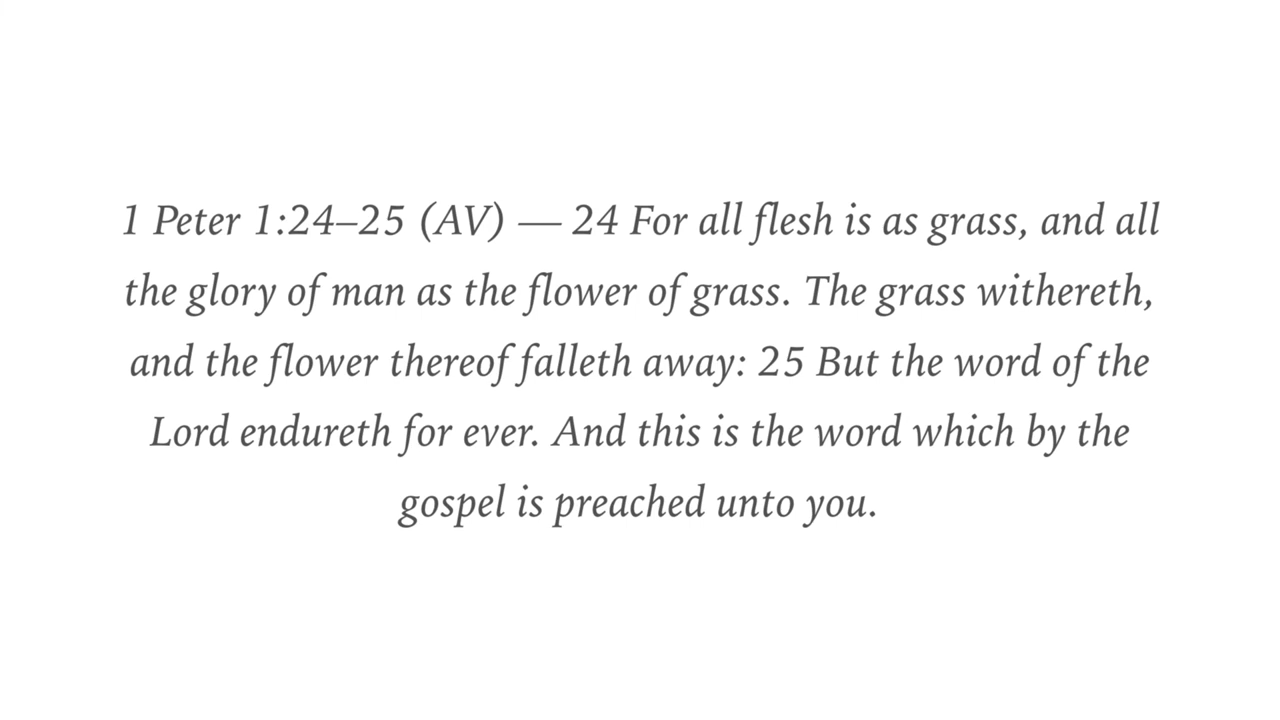 1 Peter 1:24–25 (AV) — 24 For all flesh is as grass, and all
the glory of man as the flower of grass. The grass withereth,
and the flower thereof falleth away: 25 But the word of the
Lord endureth for ever. And this is the word which by the
gospel is preached unto you.